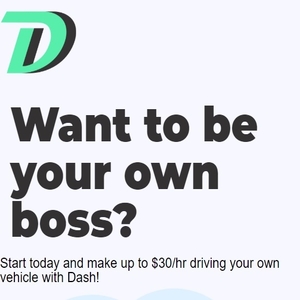 D
Want to be
your own
boss?
Start today and make up to $30/hr driving your own
vehicle with Dash!